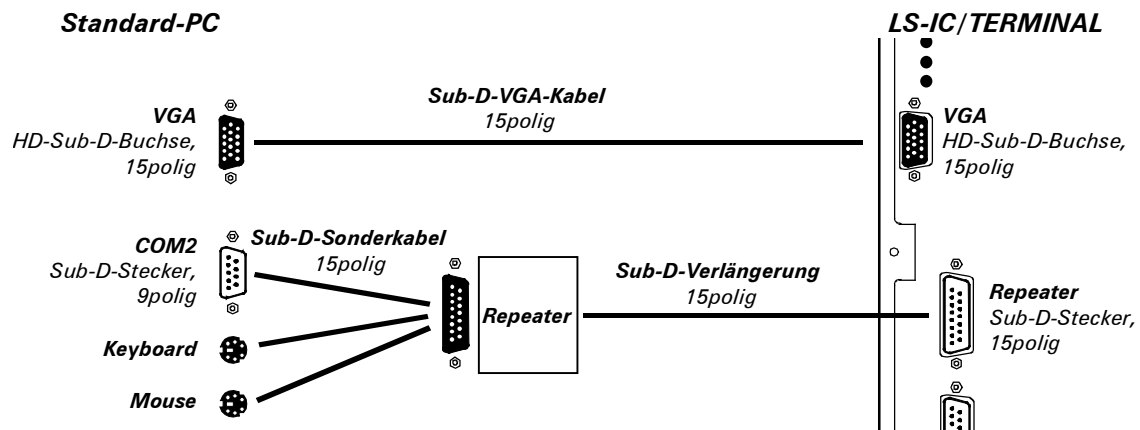 Standard-PC
LS-IC/TERMINAL
Sub-D-VGA-Kabel
15polig
VGA
HD-Sub-D-Buchse,
15polig
VGA
HD-Sub-D-Buchse,
15polig
COM2
Sub-D-Stecker,
9polig
Sub-D-Sonderkabel
15polig
Sub-D-Verlängerung
15polig
Repeater
Repeater
Sub-D-Stecker,
15polig
Keyboard
Mouse